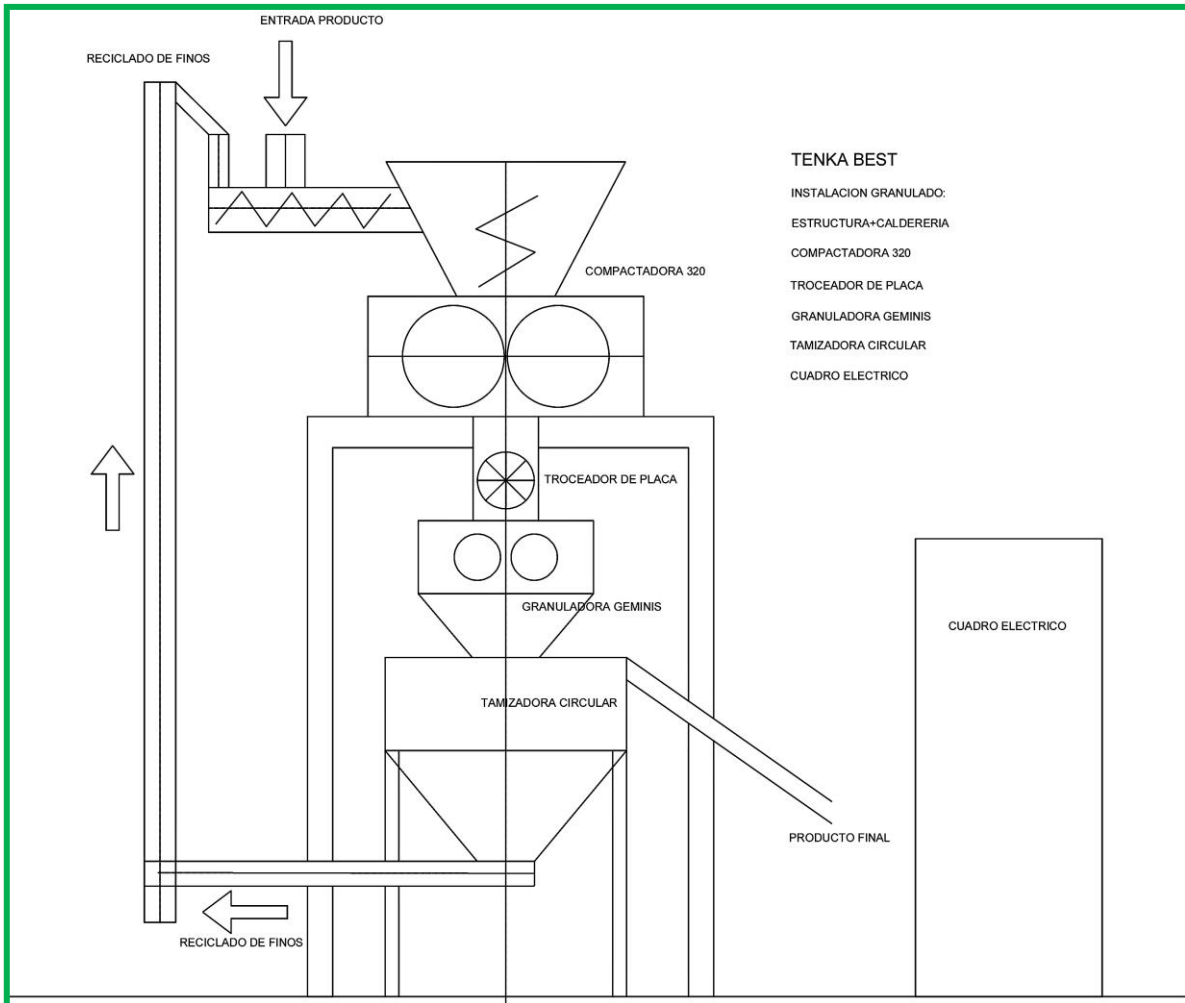 ENTRADA PRODUCTO
RECICLADO DE FINOS
TENKA BEST
INSTALACION GRANULADO:
ESTRUCTURA+CALDERERIA
COMPACTADORA 320
TROCEADOR DE PLACA
GRANULADORA GEMINIS
TAMIZADORA CIRCULAR
CUADRO ELECTRICO
COMPACTADORA 320
TROCEADOR DE PLACA
GRANULADORA GEMINIS
CUADRO ELECTRICO
TAMIZADORA CIRCULAR
PRODUCTO FINAL
RECICLADO DE FINOS